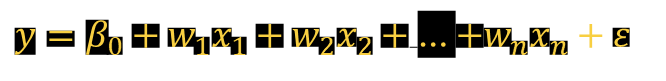 y = β₀ + w₁x₁ + w₂x₂ + … + wₙxₙ + ε